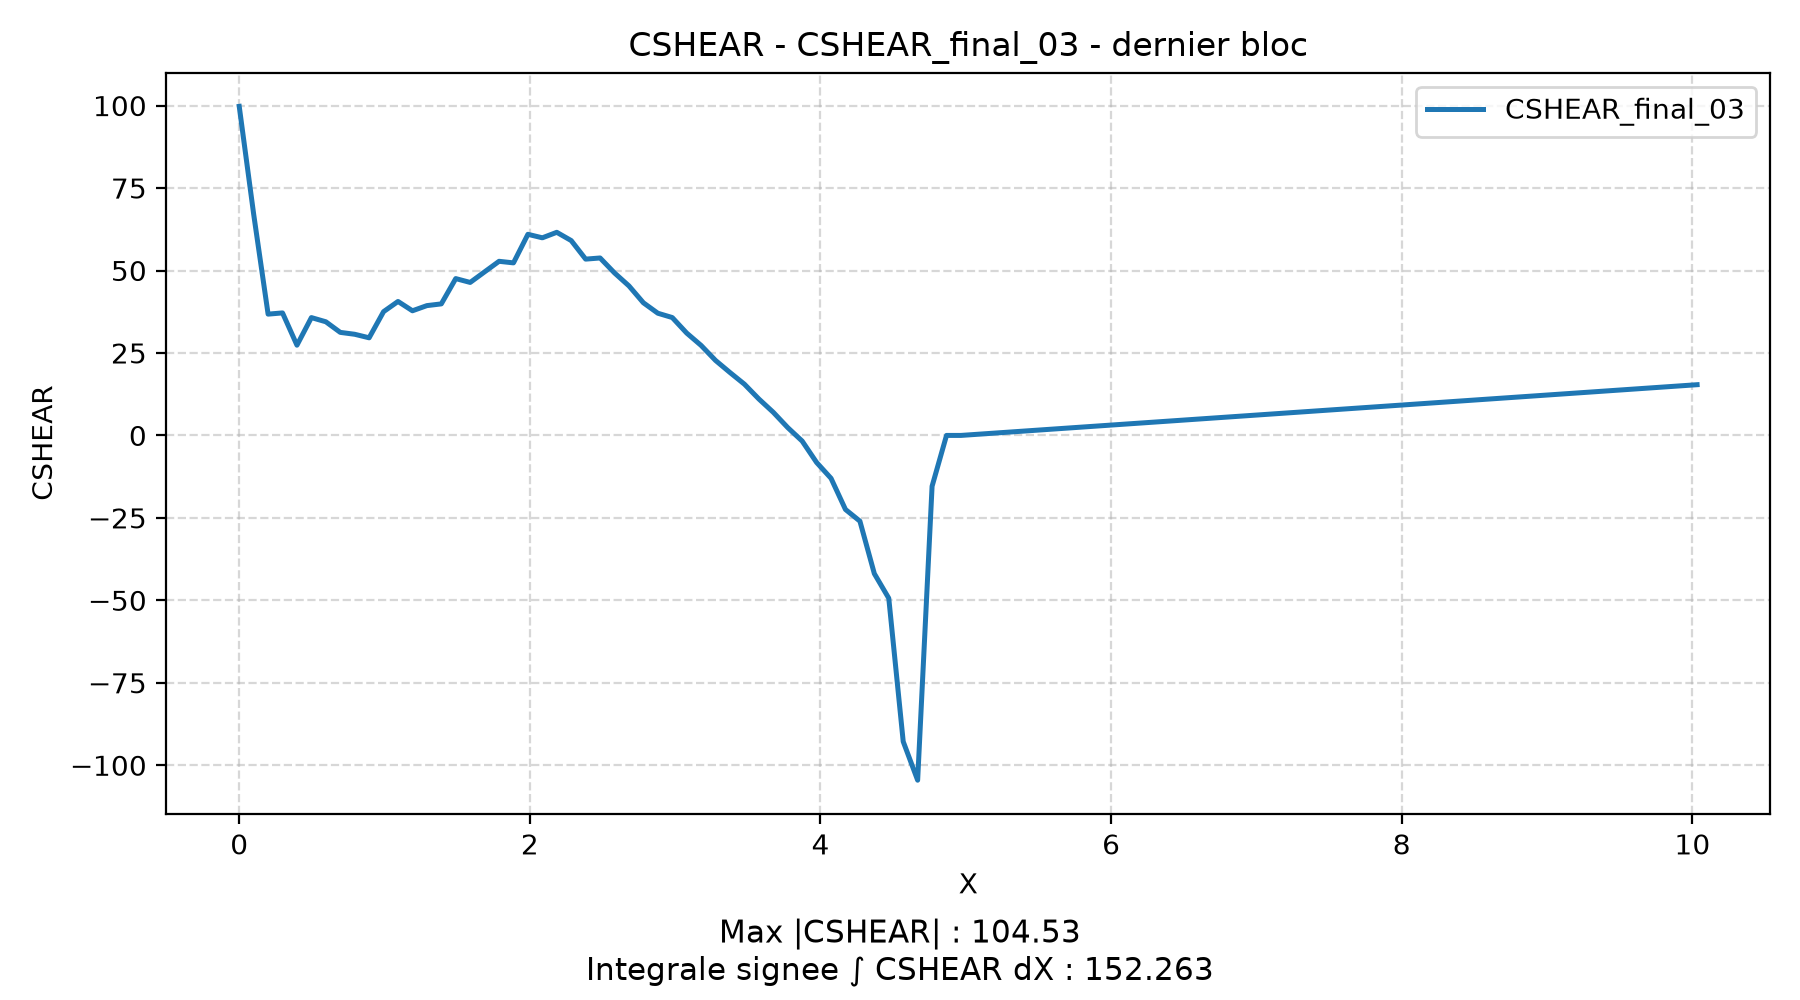 CSHEAR - CSHEAR_final_03 - dernier bloc
CSHEAR_final_03
100
75
50
25
0
−25
−50
−75
−100
CSHEAR
0 2 4 6 8 10
X
Max |CSHEAR| : 104.53
Integrale signee ∫ CSHEAR dX : 152.263